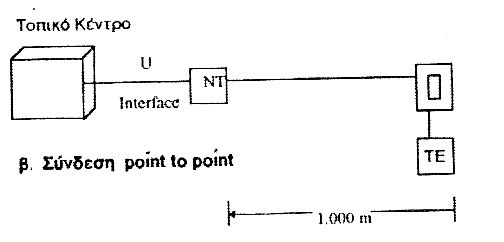 Τοπικό Κέντρο
U
NT
Interface
TE
β. Σύνδεση point to point
1.000 m